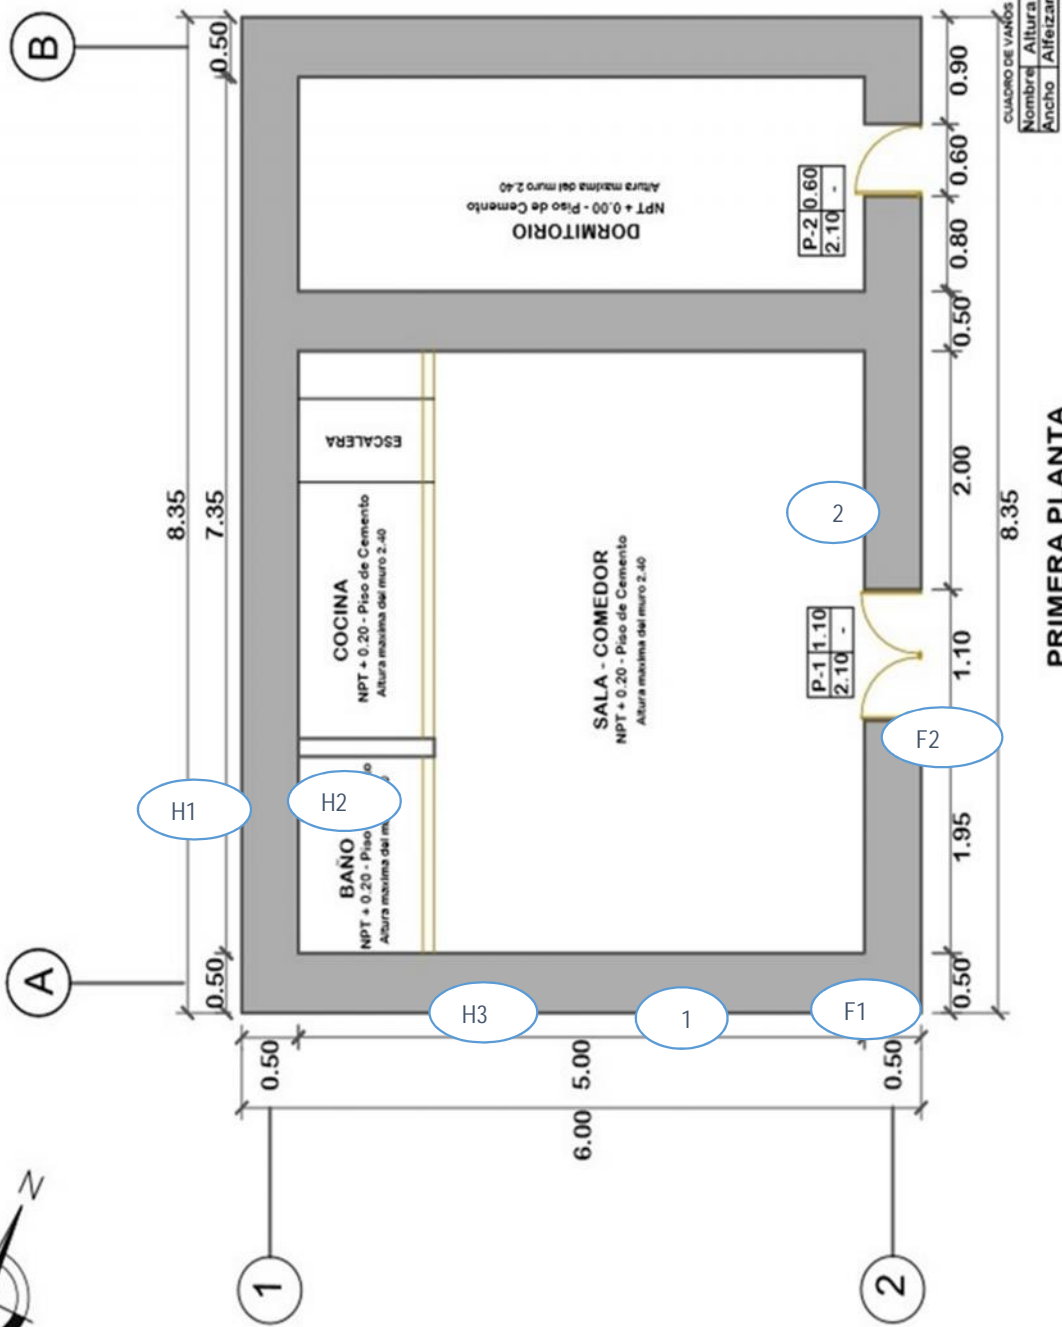 B
A
8.35
7.35
0.50
0.50
0.50
5.00
0.50
6.00
1
2
N
DORMITORIO
NPT + 0.00 - Piso de Cemento
Altura maxima del muro 2.40
P-2 0.60
2.10 -
ESCALERA
COCINA
NPT + 0.20 - Piso de Cemento
Altura maxima del muro 2.40
BAÑO
NPT + 0.20 - Piso
Altura maxima del
SALA - COMEDOR
NPT + 0.20 - Piso de Cemento
Altura maxima del muro 2.40
P-1 1.10
2.10 -
H1
H2
H3
1
F1
F2
2
0.50
1.95
1.10
2.00
0.50
0.80
0.60
0.90
8.35
PRIMERA PLANTA
CUADRO DE VANOS
Nombre Altura
Ancho Alfeizar